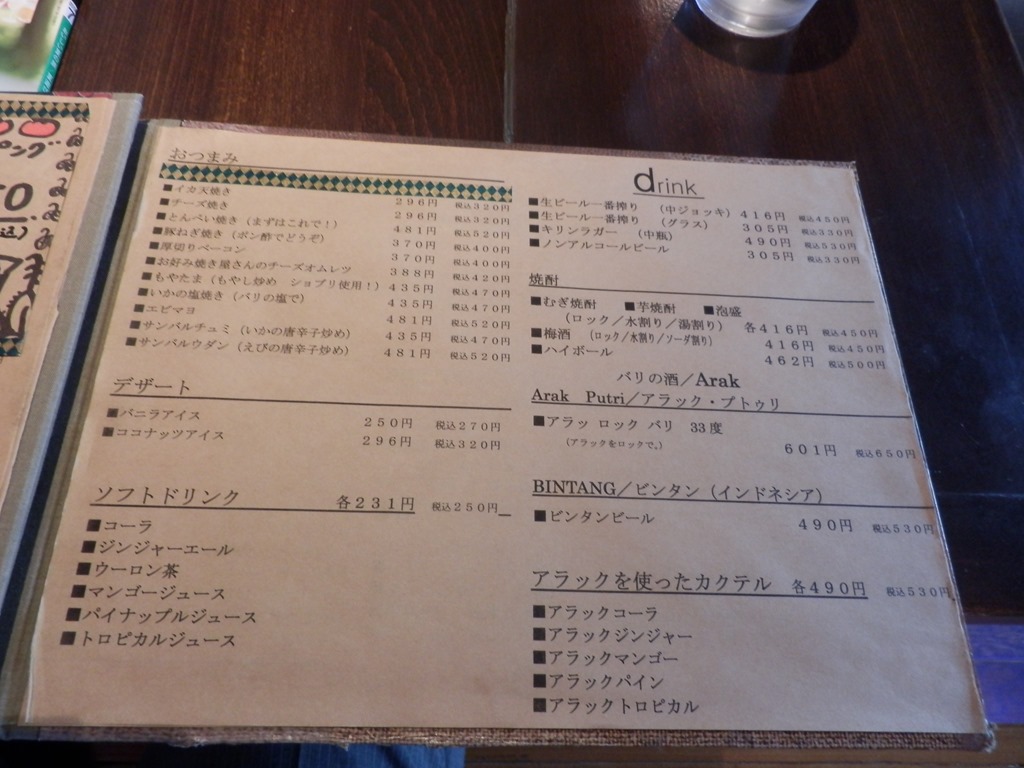 おつまみ
■イカ天焼き 296円 税込320円
■チーズ焼き 296円 税込320円
■とんぺい焼き（まずはこれで！） 481円 税込520円
■豚ねぎ焼き（ポン酢でどうぞ） 370円 税込400円
■厚切りベーコン 370円 税込400円
■お好み焼き屋さんのチーズオムレツ 388円 税込420円
■もやたま（もやし炒め ショプリ使用！） 435円 税込470円
■いかの塩焼き（バリの塩で） 435円 税込470円
■エビマヨ 481円 税込520円
■サンバルチュミ（いかの唐辛子炒め） 435円 税込470円
■サンバルウダン（えびの唐辛子炒め） 481円 税込520円
デザート
■バニラアイス 250円 税込270円
■ココナッツアイス 296円 税込320円
ソフトドリンク 各231円 税込250円
■コーラ
■ジンジャーエール
■ウーロン茶
■マンゴージュース
■パイナップルジュース
■トロピカルジュース
drink
■生ビール一番搾り （中ジョッキ） 416円 税込450円
■生ビール一番搾り （グラス） 305円 税込330円
■キリンラガー （中瓶） 490円 税込530円
■ノンアルコールビール 305円 税込330円
焼酎
■むぎ焼酎 ■芋焼酎 ■泡盛
（ロック／水割り／湯割り） 各416円 税込450円
■梅酒 （ロック/水割り/ソーダ割り） 416円 税込450円
■ハイボール 462円 税込500円
バリの酒／Arak
Arak Putri／アラック・プトゥリ
■アラッ ロック バリ 33度
（アラックをロックで。） 601円 税込650円
BINTANG／ビンタン（インドネシア）
■ビンタンビール 490円 税込530円
アラックを使ったカクテル 各490円 税込530円
■アラックコーラ
■アラックジンジャー
■アラックマンゴー
■アラックパイン
■アラックトロピカル